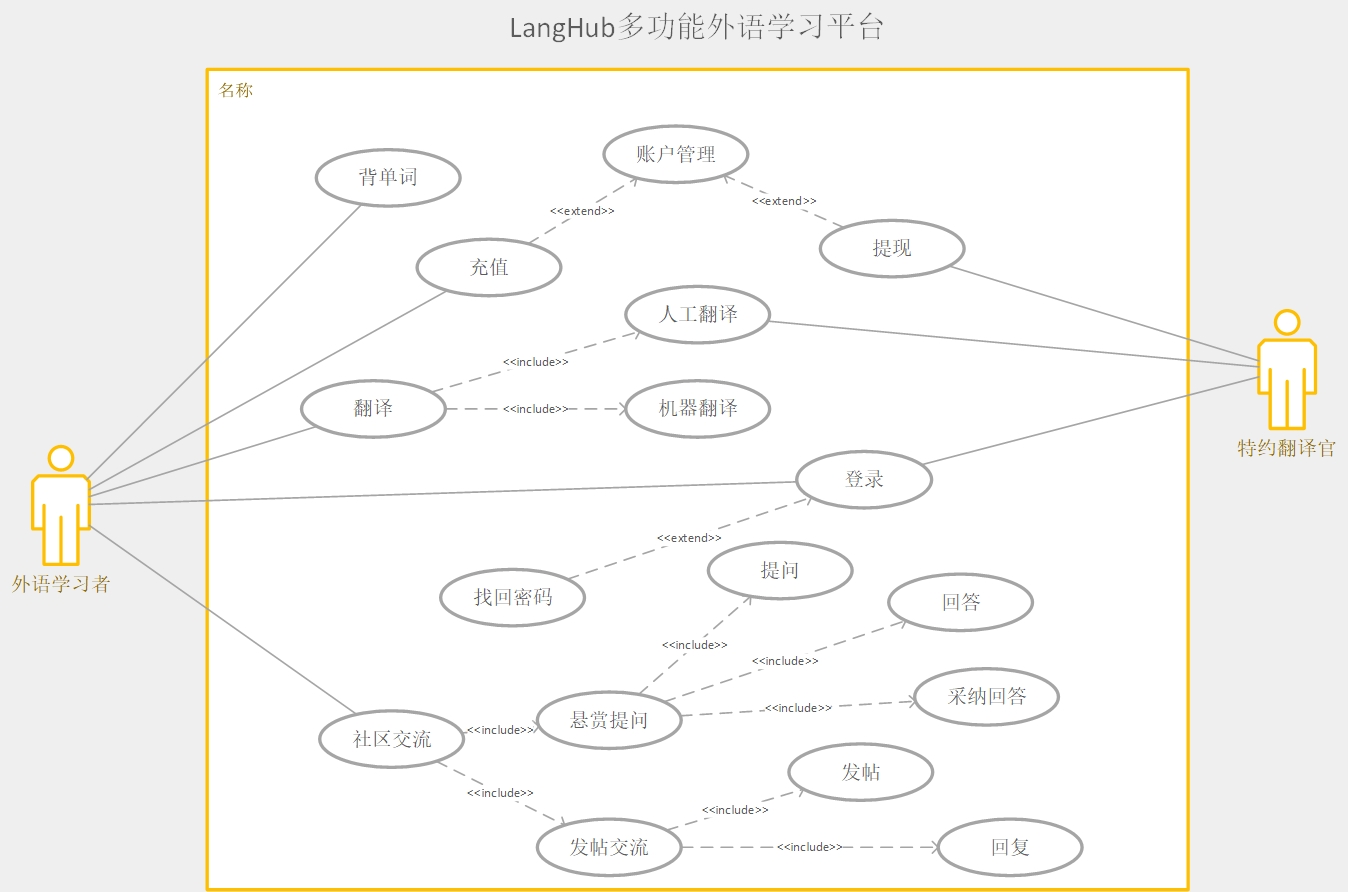 LangHub多功能外语学习平台
名称
账户管理
背单词
<<extend>>
<<extend>>
提现
充值
人工翻译
<<include>>
翻译
<<include>>
机器翻译
特约翻译官
登录
<<extend>>
提问
外语学习者
找回密码
回答
<<include>>
<<include>>
采纳回答
<<include>>
悬赏提问
<<include>>
社区交流
发帖
<<include>>
<<include>>
发帖交流
<<include>>
回复